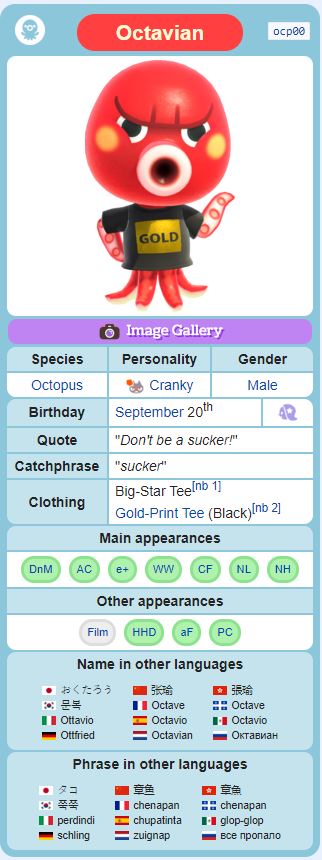 Octavian
ocp00
GOLD
Image Gallery
Species Personality Gender
Octopus Cranky Male
Birthday September 20th
Quote "Don't be a sucker!"
Catchphrase "sucker"
Clothing Big-Star Tee[nb 1]
Gold-Print Tee (Black)[nb 2]
Main appearances
DnM AC e+ WW CF NL NH
Other appearances
Film HHD aF PC
Name in other languages
おくたろう 张瑜 張瑜
문복 Octave Octave
Ottavio Octavio Octavio
Ottfried Octavian Октавиан
Phrase in other languages
タコ 章魚 章魚
쭉쭉 chenapan chenapan
perdindi chupatinta glop-glop
schling zuignap все пропало